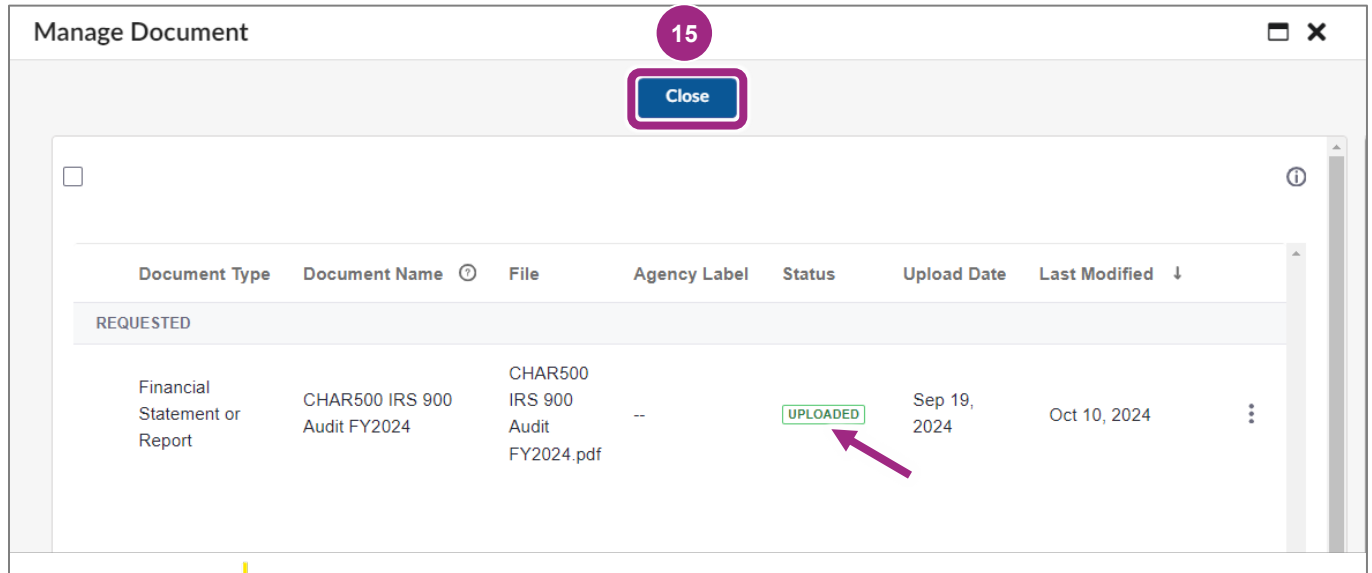 Manage Document
15
Close
Document Type Document Name File Agency Label Status Upload Date Last Modified
REQUESTED
Financial
Statement or
Report
CHAR500 IRS 900
Audit FY2024
CHAR500
IRS 900
Audit
FY2024.pdf
--
UPLOADED
Sep 19,
2024
Oct 10, 2024